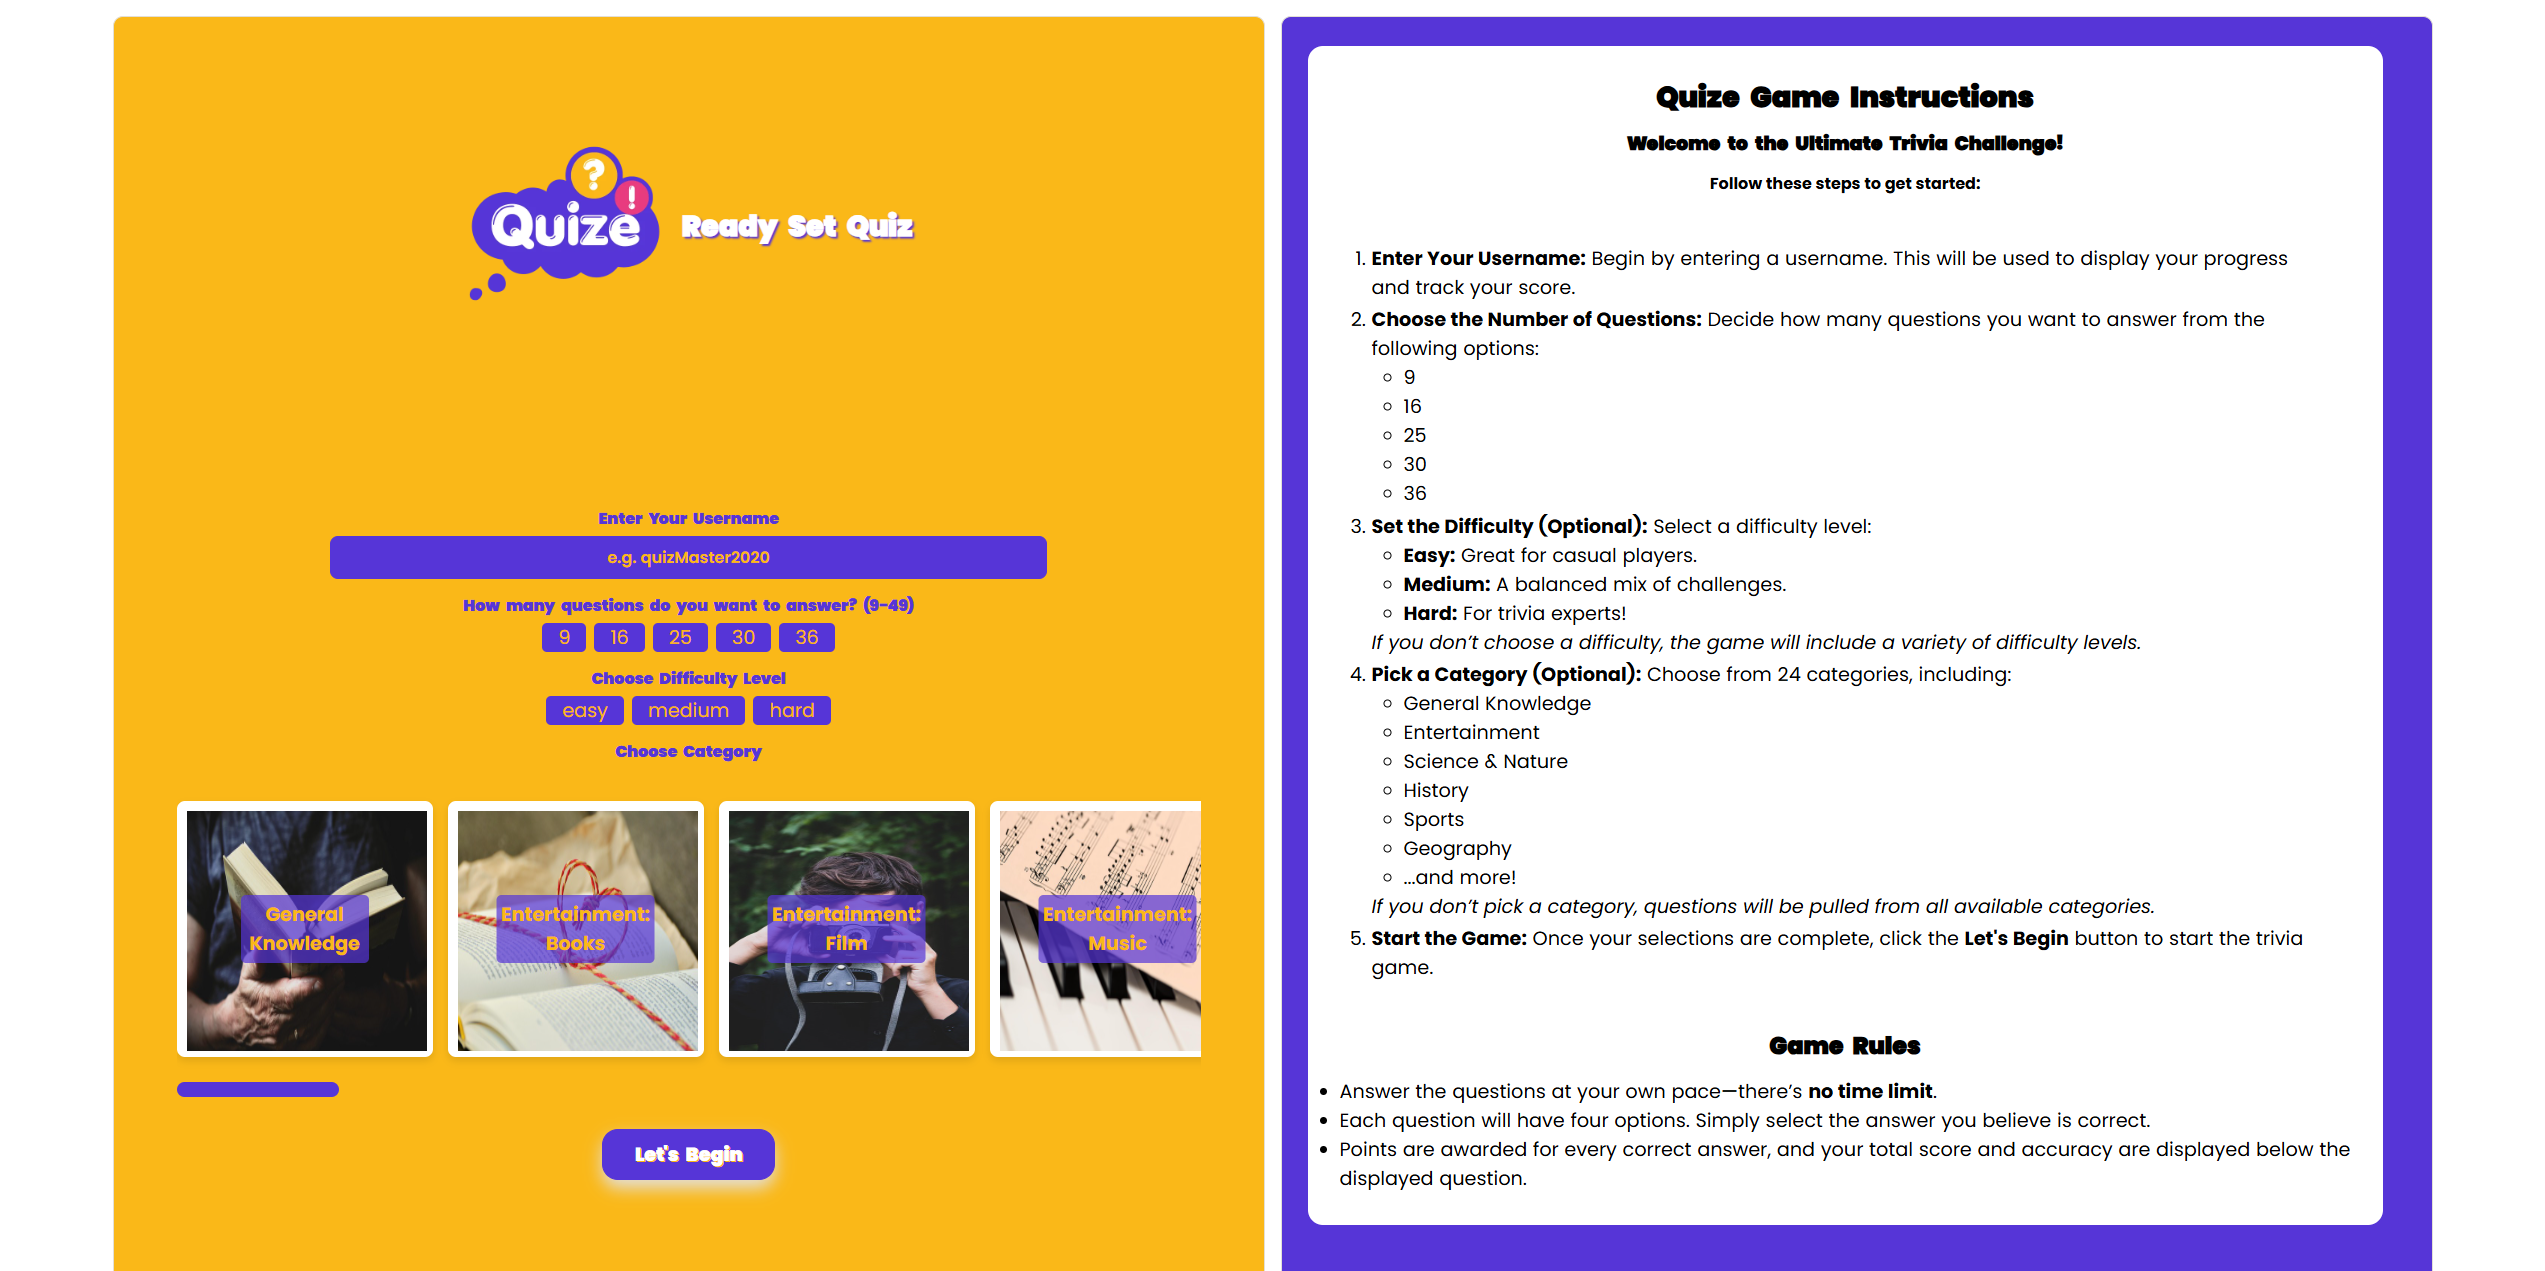 ?
!
Quize
Ready Set Quiz
Enter Your Username
e.g. quizMaster2020
How many questions do you want to answer? (9-49)
9 16 25 30 36
Choose Difficulty Level
easy medium hard
Choose Category
General
Knowledge
Entertainment:
Books
Entertainment:
Film
Entertainment:
Music
Let's Begin
Quize Game Instructions
Welcome to the Ultimate Trivia Challenge!
Follow these steps to get started:
1. Enter Your Username: Begin by entering a username. This will be used to display your progress
and track your score.
2. Choose the Number of Questions: Decide how many questions you want to answer from the
following options:
9
16
25
30
36
3. Set the Difficulty (Optional): Select a difficulty level:
Easy: Great for casual players.
Medium: A balanced mix of challenges.
Hard: For trivia experts!
If you don’t choose a difficulty, the game will include a variety of difficulty levels.
4. Pick a Category (Optional): Choose from 24 categories, including:
General Knowledge
Entertainment
Science & Nature
History
Sports
Geography
...and more!
If you don’t pick a category, questions will be pulled from all available categories.
5. Start the Game: Once your selections are complete, click the Let's Begin button to start the trivia
game.
Game Rules
Answer the questions at your own pace—there’s no time limit.
Each question will have four options. Simply select the answer you believe is correct.
Points are awarded for every correct answer, and your total score and accuracy are displayed below the
displayed question.